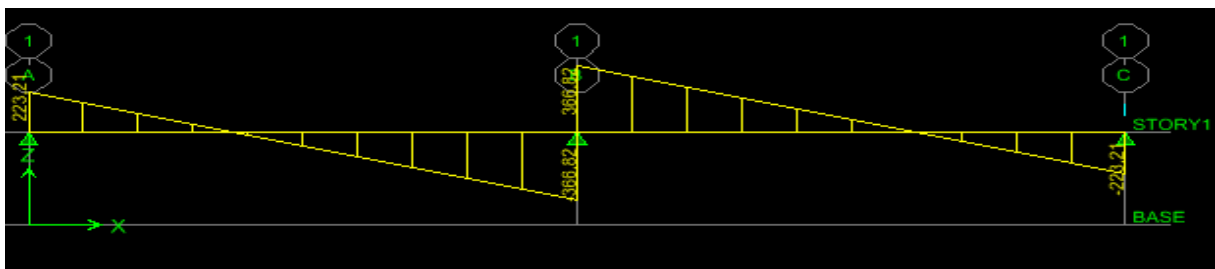 1
1
1
A
B
C
223.21
366.82
-366.82
-223.21
STORY1
Z
X
BASE